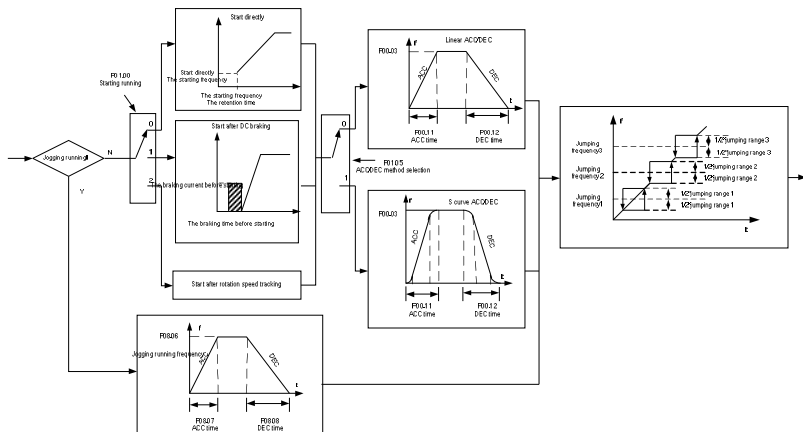 Jogging running
N
Y
F01.00
Starting running
0
1
2
Start directly
Start directly
The starting frequency
The starting frequency
The retention time
Start after DC braking
The braking current before starting
The braking time before starting
Start after rotation speed tracking
0
1
F01.05
ACC/DEC method selection
Linear ACC/DEC
F00.03
f
ACC
DEC
t
F00.11
ACC time
F00.12
DEC time
S curve ACC/DEC
F00.03
f
ACC
DEC
t
F00.11
ACC time
F00.12
DEC time
F08.06
Jogging running frequency
f
ACC
DEC
t
F08.07
ACC time
F08.08
DEC time
f
Jumping
frequency3
Jumping
frequency2
Jumping
frequency1
1/2*jumping range 3
1/2*jumping range 3
1/2*jumping range 2
1/2*jumping range 2
1/2*jumping range 1
1/2*jumping range 1
t